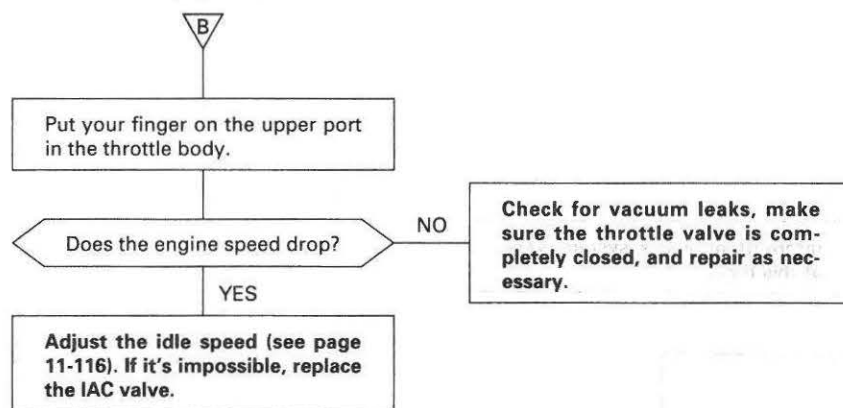 B
Put your finger on the upper port
in the throttle body.
Does the engine speed drop?
NO
Check for vacuum leaks, make
sure the throttle valve is com-
pletely closed, and repair as nec-
essary.
YES
Adjust the idle speed (see page
11-116). If it's impossible, replace
the IAC valve.